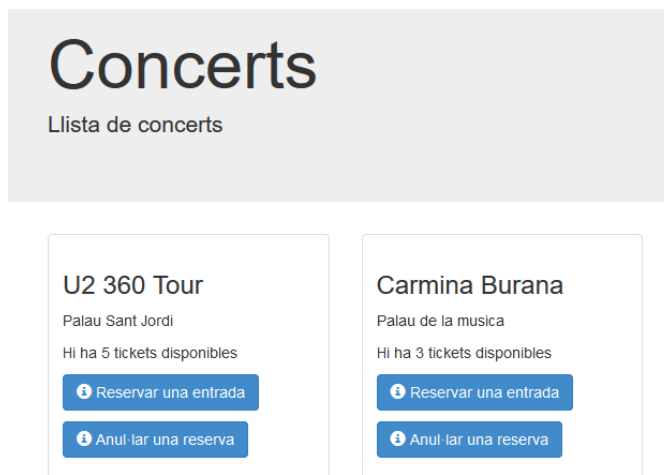 Concerts
Llista de concerts
U2 360 Tour
Palau Sant Jordi
Hi ha 5 tickets disponibles
Reservar una entrada
Anul·lar una reserva
Carmina Burana
Palau de la musica
Hi ha 3 tickets disponibles
Reservar una entrada
Anul·lar una reserva